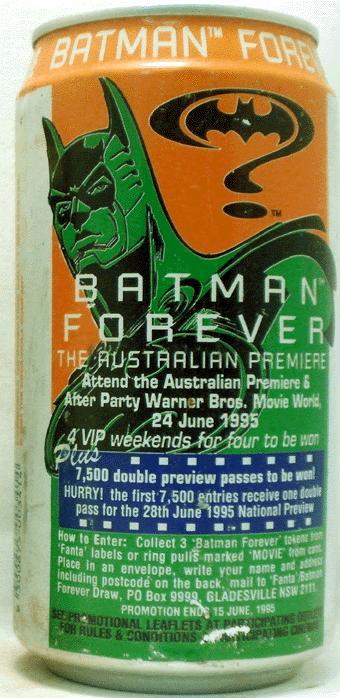 BATMAN™ FORE
TM
BATMAN™
FOREVER
THE AUSTRALIAN PREMIERE
Attend the Australian Premiere &
After Party Warner Bros. Movie World,
24 June 1995
4 VIP weekends for four to be won
Plus
7,500 double preview passes to be won!
HURRY! the first 7,500 entries receive one double
pass for the 28th June 1995 National Preview
How to Enter: Collect 3 'Batman Forever' tokens from
'Fanta' labels or ring pulls marked 'MOVIE' from cans.
Place in an envelope, write your name and address
including postcode on the back, mail to 'Fanta'/Batman
Forever Draw, PO Box 9999, GLADESVILLE NSW 2111.
PROMOTION ENDS 15 JUNE, 1995
SEE PROMOTIONAL LEAFLETS AT PARTICIPATING OUTLETS
FOR RULES & CONDITIONS PARTICIPATING CINEMAS